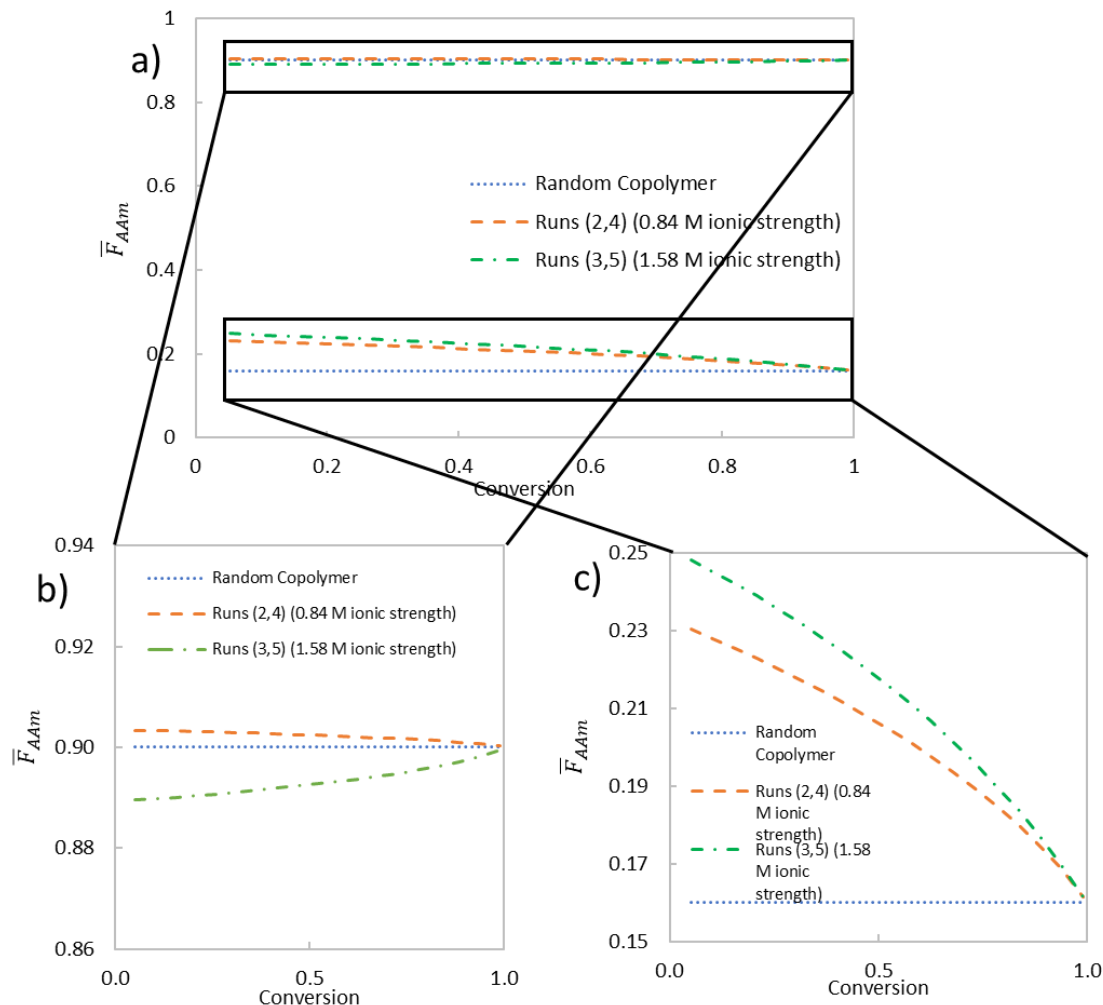 a)
1
0.8
0.6
0.4
0.2
0
F̅AAm
Random Copolymer
Runs (2,4) (0.84 M ionic strength)
Runs (3,5) (1.58 M ionic strength)
0 0.2 0.4 0.6 0.8 1
Conversion
b)
0.94
0.92
0.90
0.88
0.86
F̅AAm
Random Copolymer
Runs (2,4) (0.84 M ionic strength)
Runs (3,5) (1.58 M ionic strength)
0.0 0.5 1.0
Conversion
c)
0.25
0.23
0.21
0.19
0.17
0.15
F̅AAm
Random
Copolymer
Runs (2,4) (0.84
M ionic
strength)
Runs (3,5) (1.58
M ionic
strength)
0.0 0.5 1.0
Conversion